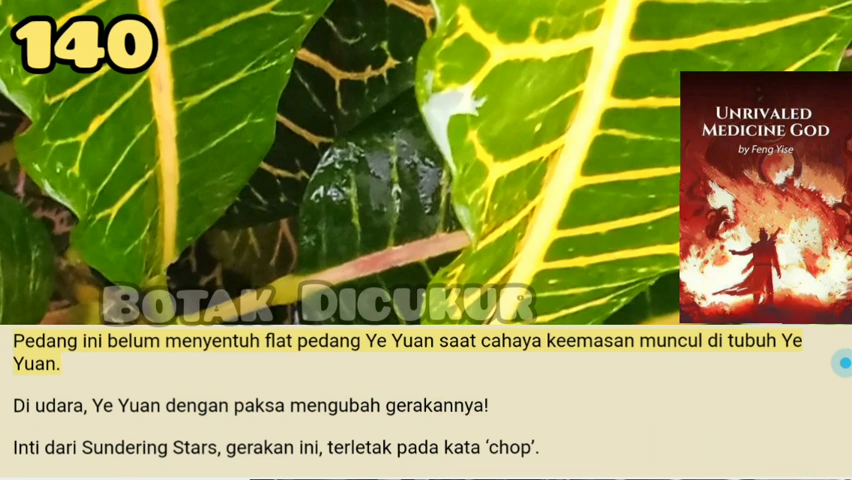 140
UNRIVALED
MEDICINE GOD
by Feng Yise
BOTAK DICUKUR
Pedang ini belum menyentuh flat pedang Ye Yuan saat cahaya keemasan muncul di tubuh Ye
Yuan.
Di udara, Ye Yuan dengan paksa mengubah gerakannya!
Inti dari Sundering Stars, gerakan ini, terletak pada kata ‘chop’.